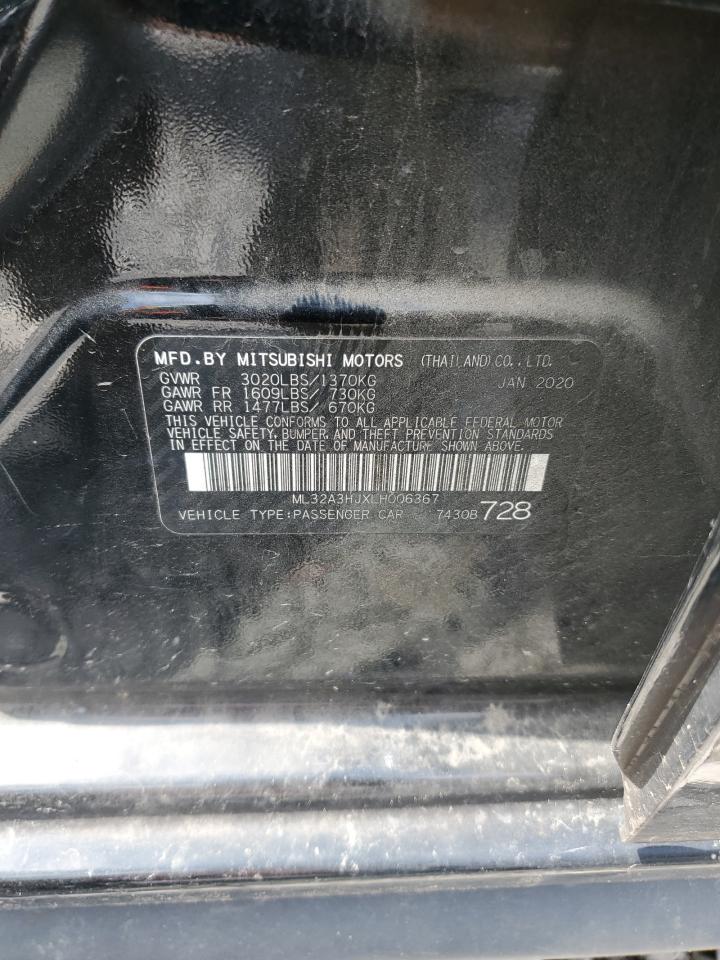 MFD. BY MITSUBISHI MOTORS (THAILAND) CO., LTD.
GVWR 3020LBS/1370KG JAN 2020
GAWR FR 1609LBS/ 730KG
GAWR RR 1477LBS/ 670KG
THIS VEHICLE CONFORMS TO ALL APPLICABLE FEDERAL MOTOR
VEHICLE SAFETY, BUMPER, AND THEFT PREVENTION STANDARDS
IN EFFECT ON THE DATE OF MANUFACTURE SHOWN ABOVE.
ML32A3HJXLH006367
VEHICLE TYPE:PASSENGER CAR 7430B 728